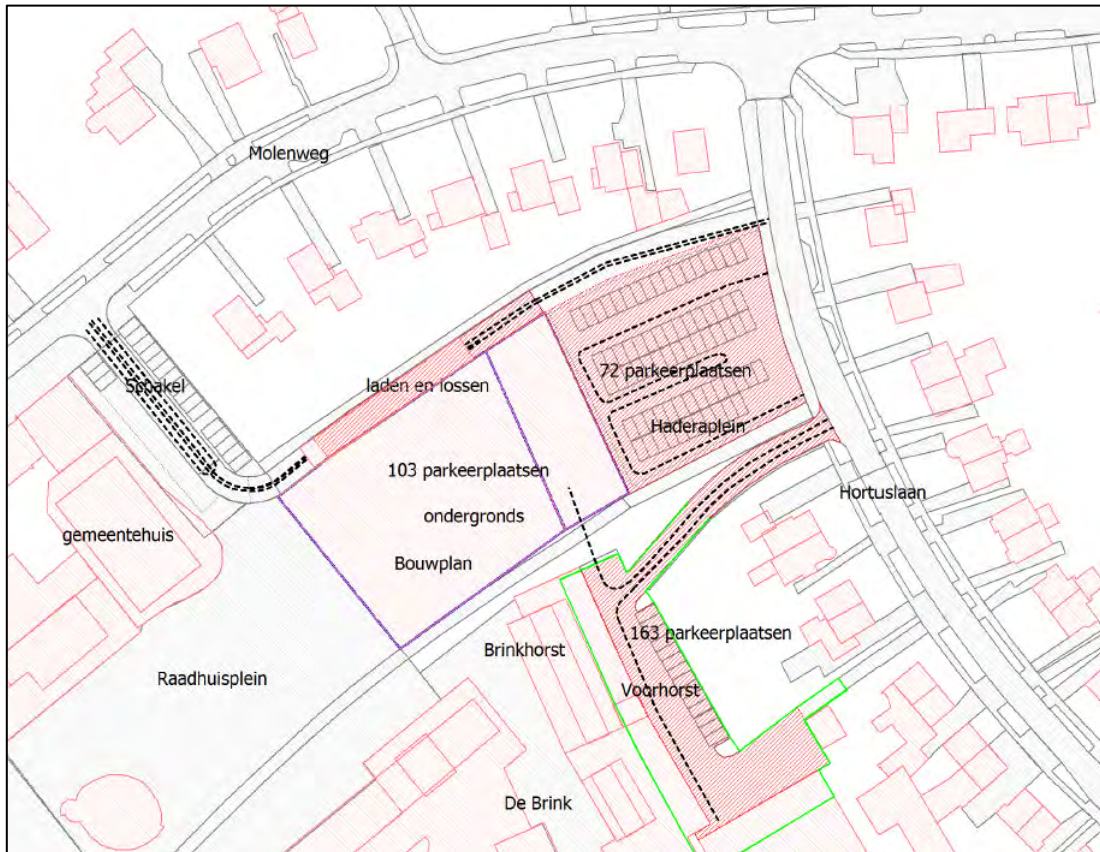 Molenweg
72 parkeerplaatsen
Schakel
laden en lossen
Haderaplein
103 parkeerplaatsen
Hortuslaan
ondergronds
gemeentehuis
Bouwplan
163 parkeerplaatsen
Brinkhorst
Raadhuisplein
Voorhorst
De Brink